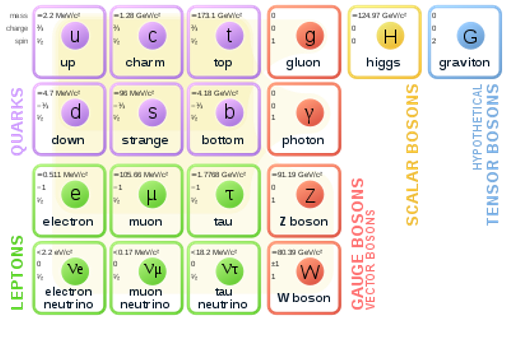 mass
charge
spin
≈2.2 MeV/c²
⅔
½
u
up
≈1.28 GeV/c²
⅔
½
c
charm
≈173.1 GeV/c²
⅔
½
t
top
0
0
1
g
gluon
≈124.97 GeV/c²
0
0
H
higgs
0
0
2
G
graviton
QUARKS
≈4.7 MeV/c²
−⅓
½
d
down
≈96 MeV/c²
−⅓
½
s
strange
≈4.18 GeV/c²
−⅓
½
b
bottom
0
0
1
γ
photon
SCALAR BOSONS
HYPOTHETICAL
TENSOR BOSONS
≈0.511 MeV/c²
−1
½
e
electron
≈105.66 MeV/c²
−1
½
μ
muon
≈1.7768 GeV/c²
−1
½
τ
tau
≈91.19 GeV/c²
0
1
Z
Z boson
LEPTONS
<2.2 eV/c²
0
½
νe
electron
neutrino
<0.17 MeV/c²
0
½
νμ
muon
neutrino
<18.2 MeV/c²
0
½
ντ
tau
neutrino
≈80.39 GeV/c²
±1
1
W
W boson
GAUGE BOSONS
VECTOR BOSONS